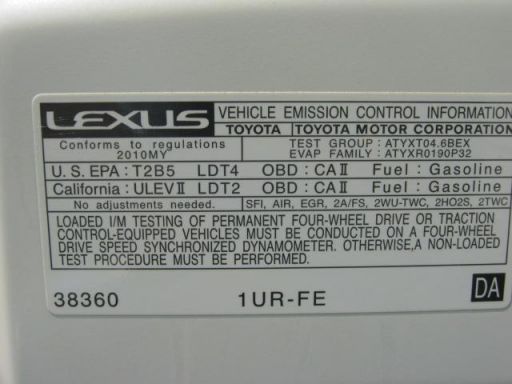 LEXUS VEHICLE EMISSION CONTROL INFORMATION
TOYOTA TOYOTA MOTOR CORPORATION
Conforms to regulations
2010MY
TEST GROUP : ATYXT04.6BEX
EVAP FAMILY : ATYXR0190P32
U.S. EPA : T2B5 LDT4 OBD : CAII Fuel : Gasoline
California : ULEVII LDT2 OBD : CAII Fuel : Gasoline
No adjustments needed. SFI, AIR, EGR, 2A/FS, 2WU-TWC, 2HO2S, 2TWC
LOADED I/M TESTING OF PERMANENT FOUR-WHEEL DRIVE OR TRACTION
CONTROL-EQUIPPED VEHICLES MUST BE CONDUCTED ON A FOUR-WHEEL
DRIVE SPEED SYNCHRONIZED DYNAMOMETER. OTHERWISE,A NON-LOADED
TEST PROCEDURE MUST BE PERFORMED.
38360 1UR-FE DA